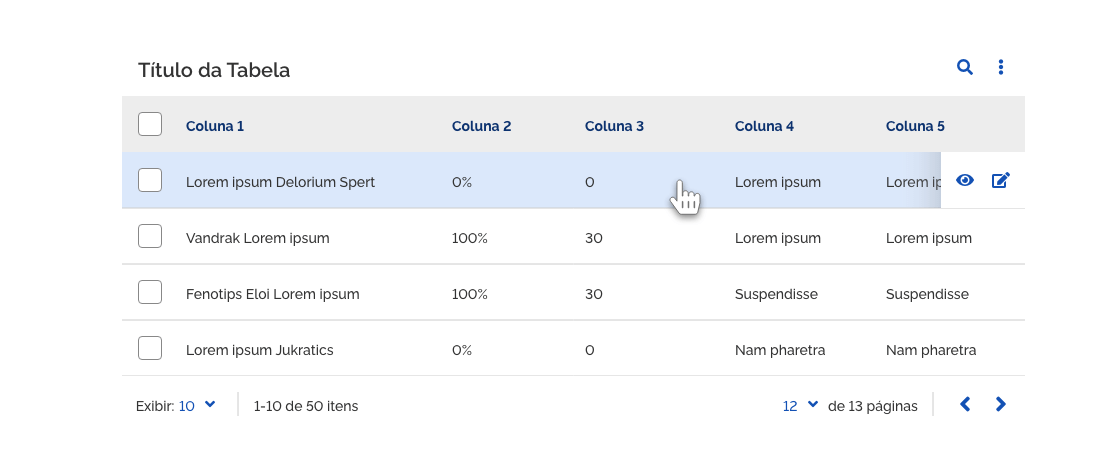 Título da Tabela
Coluna 1 Coluna 2 Coluna 3 Coluna 4 Coluna 5
Lorem ipsum Delorium Spert 0% 0 Lorem ipsum Lorem ip
Vandrak Lorem ipsum 100% 30 Lorem ipsum Lorem ipsum
Fenotips Eloi Lorem ipsum 100% 30 Suspendisse Suspendisse
Lorem ipsum Jukratics 0% 0 Nam pharetra Nam pharetra
Exibir: 10 1-10 de 50 itens 12 de 13 páginas